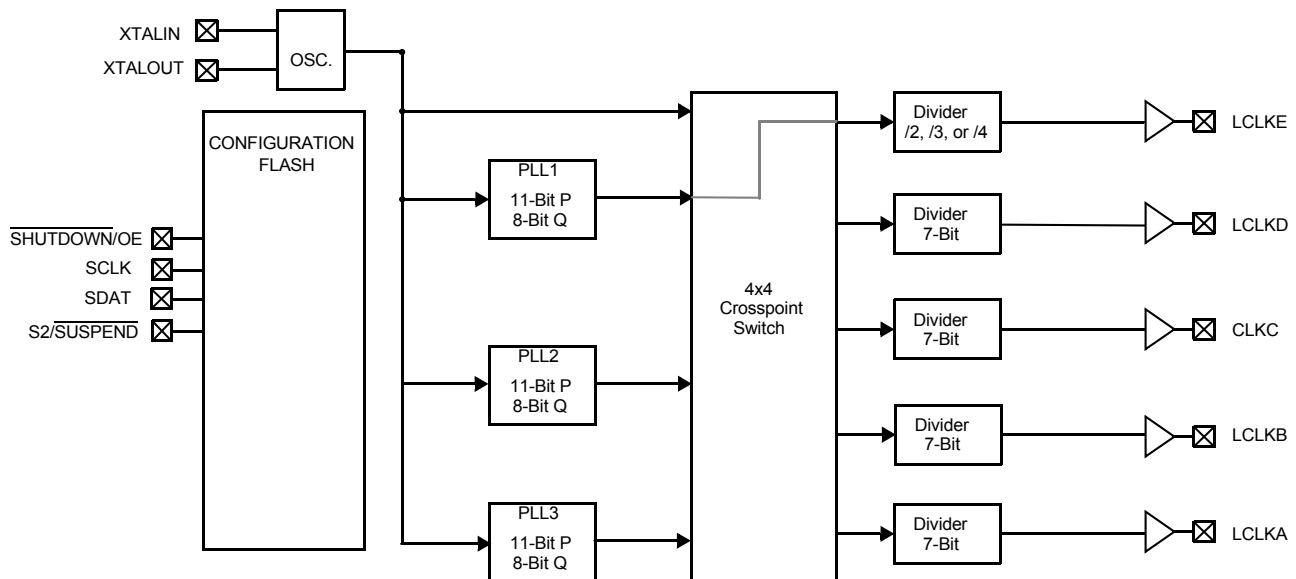 XTALIN
XTALOUT
OSC.
CONFIGURATION
FLASH
SHUTDOWN/OE
SCLK
SDAT
S2/SUSPEND
PLL1
11-Bit P
8-Bit Q
PLL2
11-Bit P
8-Bit Q
PLL3
11-Bit P
8-Bit Q
4x4
Crosspoint
Switch
Divider
/2, /3, or /4
LCLKE
Divider
7-Bit
LCLKD
Divider
7-Bit
CLKC
Divider
7-Bit
LCLKB
Divider
7-Bit
LCLKA